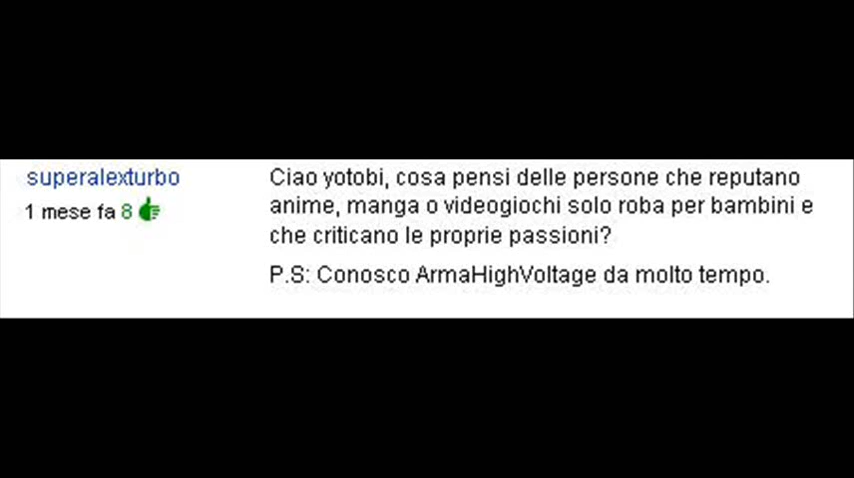 superalexturbo
1 mese fa 8
Ciao yotobi, cosa pensi delle persone che reputano
anime, manga o videogiochi solo roba per bambini e
che criticano le proprie passioni?
P.S: Conosco ArmaHighVoltage da molto tempo.